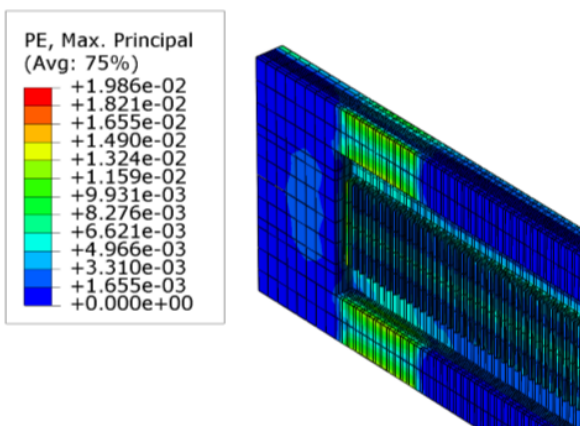 PE, Max. Principal
(Avg: 75%)
+1.986e-02
+1.821e-02
+1.655e-02
+1.490e-02
+1.324e-02
+1.159e-02
+9.931e-03
+8.276e-03
+6.621e-03
+4.966e-03
+3.310e-03
+1.655e-03
+0.000e+00